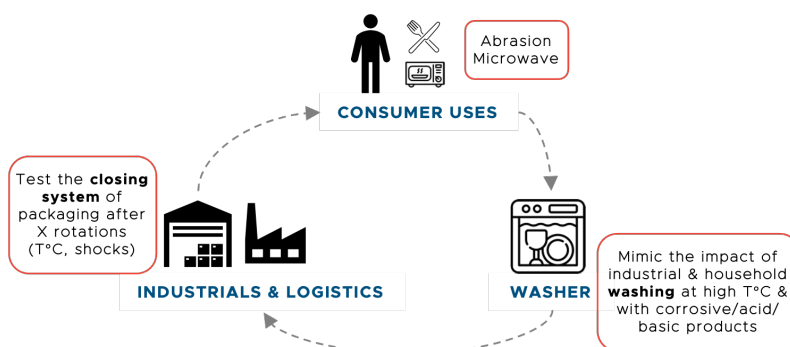 Abrasion
Microwave
CONSUMER USES
Test the closing
system of
packaging after
X rotations
(T°C, shocks)
INDUSTRIALS & LOGISTICS
WASHER
Mimic the impact of
industrial & household
washing at high T°C &
with corrosive/acid/
basic products